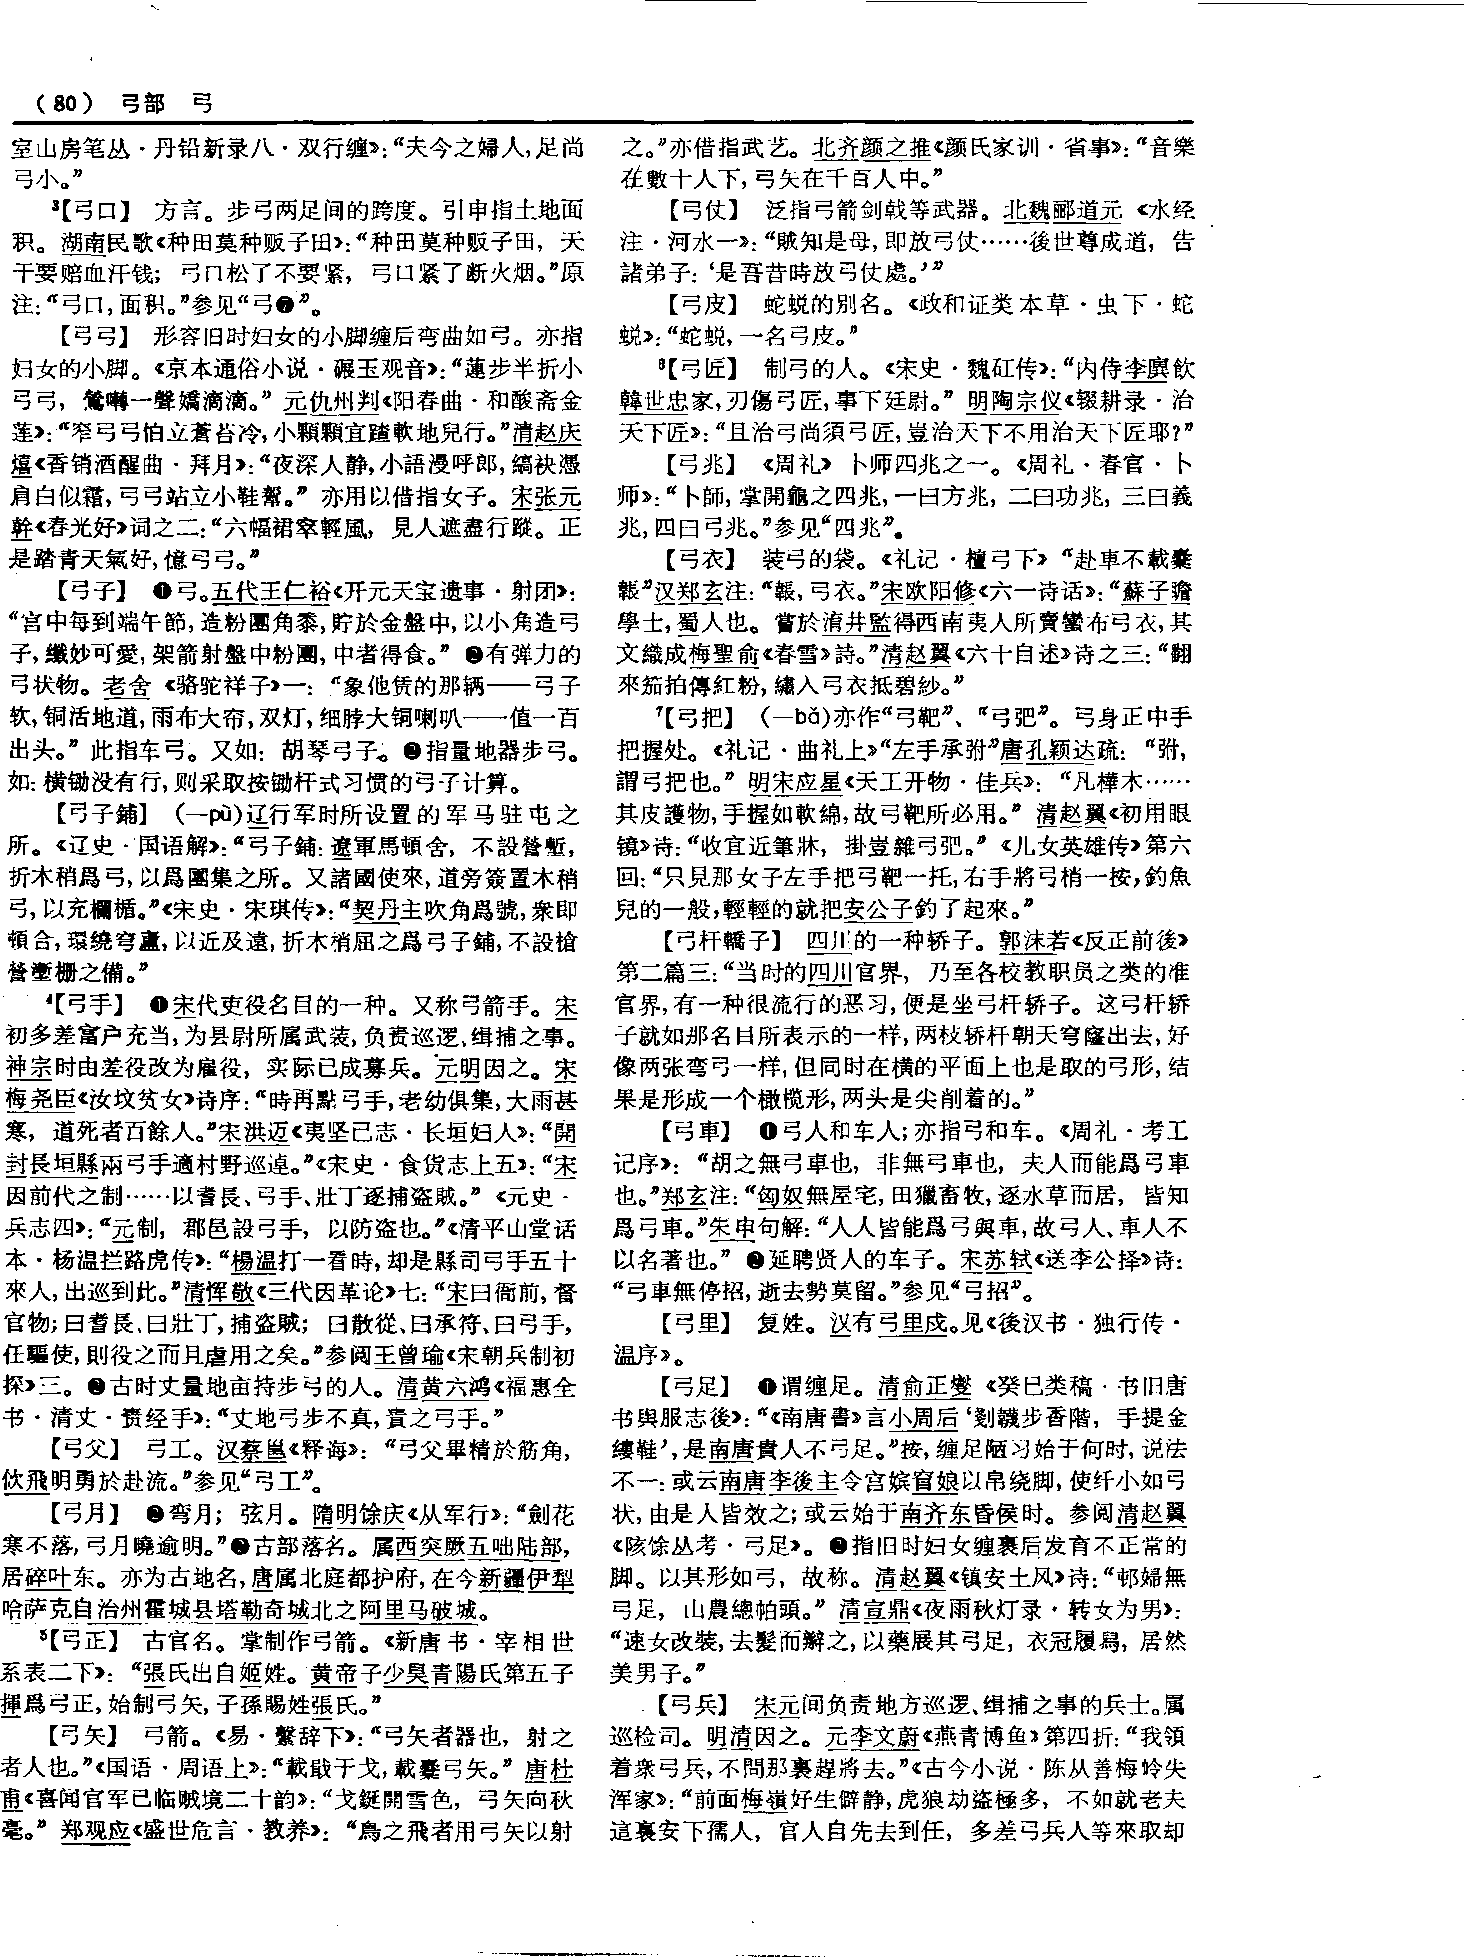 （80） 弓部 弓
室山房笔丛·丹铅新录八·双行缠》：“夫今之婦人，足尚
弓小。”
³【弓口】 方言。步弓两足间的跨度。引申指土地面
积。湖南民歌《种田莫种贩子田》：“种田莫种贩子田，天
干要赔血汗钱；弓口松了不要紧，弓口紧了断火烟。”原
注：“弓口，面积。”参见“弓❼”。
【弓弓】 形容旧时妇女的小脚缠后弯曲如弓。亦指
妇女的小脚。《京本通俗小说·碾玉观音》：“蓮步半折小
弓弓，鶯囀一聲嬌滴滴。”元仇州判《阳春曲·和酸斋金
莲》：“窄弓弓怕立蒼苔冷，小顆顆宜踏軟地兒行。”清赵庆
熺《香销酒醒曲·拜月》：“夜深人静，小語漫呼郎，縞袂憑
肩白似霜，弓弓站立小鞋幫。”亦用以借指女子。宋张元
幹《春光好》词之二：“六幅裙窣輕風，見人遮盡行蹤。正
是踏青天氣好，憶弓弓。”
【弓子】 ❶弓。五代王仁裕《开元天宝遗事·射团》：
“宫中每到端午節，造粉團角黍，貯於金盤中，以小角造弓
子，纖妙可愛，架箭射盤中粉團，中者得食。”❷有弹力的
弓状物。老舍《骆驼祥子》一：“象他赁的那辆——弓子
软，铜活地道，雨布大帘，双灯，细脖大铜喇叭——值一百
出头。”此指车弓。又如：胡琴弓子。❸指量地器步弓。
如：横锄没有行，则采取按锄杆式习惯的弓子计算。
【弓子鋪】 （—pù）辽行军时所设置的军马驻屯之
所。《辽史·国语解》：“弓子鋪：遼軍馬頓舍，不設營塹，
折木稍爲弓，以爲團集之所。又諸國使來，道旁簽置木稍
弓，以充欄楯。”《宋史·宋琪传》：“契丹主吹角爲號，衆即
頓合，環繞穹廬，以近及遠，折木梢屈之爲弓子鋪，不設槍
營塹栅之備。”
⁴【弓手】 ❶宋代吏役名目的一种。又称弓箭手。宋
初多差富户充当，为县尉所属武装，负责巡逻、缉捕之事。
神宗时由差役改为雇役，实际已成募兵。元明因之。宋
梅尧臣《汝坟贫女》诗序：“時再點弓手，老幼俱集，大雨甚
寒，道死者百餘人。”宋洪迈《夷坚己志·长垣妇人》：“開
封長垣縣兩弓手適村野巡逴。”《宋史·食货志上五》：“宋
因前代之制……以耆長、弓手、壯丁逐捕盜賊。”《元史·
兵志四》：“元制，郡邑設弓手，以防盗也。”《清平山堂话
本·杨温拦路虎传》：“楊温打一看時，却是縣司弓手五十
來人，出巡到此。”清恽敬《三代因革论》七：“宋曰衙前，督
官物；曰耆長、曰壯丁，捕盜賊；曰散從、曰承符、曰弓手，
任驅使，則役之而且虐用之矣。”参阅王曾瑜《宋朝兵制初
探》三。❷古时丈量地亩持步弓的人。清黄六鸿《福惠全
书·清丈·责经手》：“丈地弓步不真，責之弓手。”
【弓父】 弓工。汉蔡邕《释诲》：“弓父畢精於筋角，
佽飛明勇於赴流。”参见“弓工”。
【弓月】 ❷弯月；弦月。隋明馀庆《从军行》：“劍花
寒不落，弓月曉逾明。”❷古部落名。属西突厥五咄陆部，
居碎叶东。亦为古地名，唐属北庭都护府，在今新疆伊犁
哈萨克自治州霍城县塔勒奇城北之阿里马破城。
⁵【弓正】 古官名。掌制作弓箭。《新唐书·宰相世
系表二下》：“張氏出自姬姓。黄帝子少昊青陽氏第五子
揮爲弓正，始制弓矢，子孫賜姓張氏。”
【弓矢】 弓箭。《易·繫辞下》：“弓矢者器也，射之
者人也。”《国语·周语上》：“載戢干戈，載櫜弓矢。”唐杜
甫《喜闻官军已临贼境二十韵》：“戈鋋開雪色，弓矢向秋
毫。”郑观应《盛世危言·教养》：“鳥之飛者用弓矢以射
之。”亦借指武艺。北齐颜之推《颜氏家训·省事》：“音樂
在數十人下，弓矢在千百人中。”
【弓仗】 泛指弓箭剑戟等武器。北魏郦道元《水经
注·河水一》：“賊知是母，即放弓仗……後世尊成道，告
諸弟子：‘是吾昔時放弓仗處。’”
【弓皮】 蛇蜕的别名。《政和证类本草·虫下·蛇
蜕》：“蛇蜕，一名弓皮。”
⁶【弓匠】 制弓的人。《宋史·魏矼传》：“内侍李廙飲
韓世忠家，刃傷弓匠，事下廷尉。”明陶宗仪《辍耕录·治
天下匠》：“且治弓尚須弓匠，豈治天下不用治天下匠耶？”
【弓兆】 《周礼》卜师四兆之一。《周礼·春官·卜
师》：“卜師，掌開龜之四兆，一曰方兆，二曰功兆，三曰義
兆，四曰弓兆。”参见“四兆”。
【弓衣】 装弓的袋。《礼记·檀弓下》“赴車不載櫜
韔”汉郑玄注：“韔，弓衣。”宋欧阳修《六一诗话》：“蘇子瞻
學士，蜀人也。嘗於淯井監得西南夷人所賣蠻布弓衣，其
文織成梅聖俞《春雪》詩。”清赵翼《六十自述》诗之三：“翻
來笳拍傳紅粉，繡入弓衣抵碧紗。”
⁷【弓把】 （—bǎ）亦作“弓靶”、“弓弝”。弓身正中手
把握处。《礼记·曲礼上》“左手承弣”唐孔颖达疏：“弣，
謂弓把也。”明宋应星《天工开物·佳兵》：“凡樺木……
其皮護物，手握如軟綿，故弓靶所必用。”清赵翼《初用眼
镜》诗：“收宜近筆牀，掛豈雜弓弝。”《儿女英雄传》第六
回：“只見那女子左手把弓靶一托，右手將弓梢一按，釣魚
兒的一般，輕輕的就把安公子釣了起來。”
【弓杆轎子】 四川的一种轿子。郭沫若《反正前後》
第二篇三：“当时的四川官界，乃至各校教职员之类的准
官界，有一种很流行的恶习，便是坐弓杆轿子。这弓杆轿
子就如那名目所表示的一样，两枝轿杆朝天穹窿出去，好
像两张弯弓一样，但同时在横的平面上也是取的弓形，结
果是形成一个橄榄形，两头是尖削着的。”
【弓車】 ❶弓人和车人；亦指弓和车。《周礼·考工
记序》：“胡之無弓車也，非無弓車也，夫人而能爲弓車
也。”郑玄注：“匈奴無屋宅，田獵畜牧，逐水草而居，皆知
爲弓車。”朱申句解：“人人皆能爲弓與車，故弓人、車人不
以名著也。”❷延聘贤人的车子。宋苏轼《送李公择》诗：
“弓車無停招，逝去勢莫留。”参见“弓招”。
【弓里】 复姓。汉有弓里戍。见《後汉书·独行传·
温序》。
【弓足】 ❶谓缠足。清俞正燮《癸巳类稿·书旧唐
书與服志後》：“《南唐書》言小周后‘剗韈步香階，手提金
縷鞋’，是南唐貴人不弓足。”按，缠足陋习始于何时，说法
不一：或云南唐李後主令宫嫔窅娘以帛绕脚，使纤小如弓
状，由是人皆效之；或云始于南齐东昏侯时。参阅清赵翼
《陔馀丛考·弓足》。❷指旧时妇女缠裹后发育不正常的
脚。以其形如弓，故称。清赵翼《镇安土风》诗：“邨婦無
弓足，山農總帕頭。”清宣鼎《夜雨秋灯录·转女为男》：
“速女改裝，去髮而辮之，以藥展其弓足，衣冠履舄，居然
美男子。”
【弓兵】 宋元间负责地方巡逻、缉捕之事的兵士。属
巡检司。明清因之。元李文蔚《燕青博鱼》第四折：“我領
着衆弓兵，不問那裏趕將去。”《古今小说·陈从善梅岭失
浑家》：“前面梅嶺好生僻静，虎狼劫盜極多，不如就老夫
這裏安下孺人，官人自先去到任，多差弓兵人等來取却